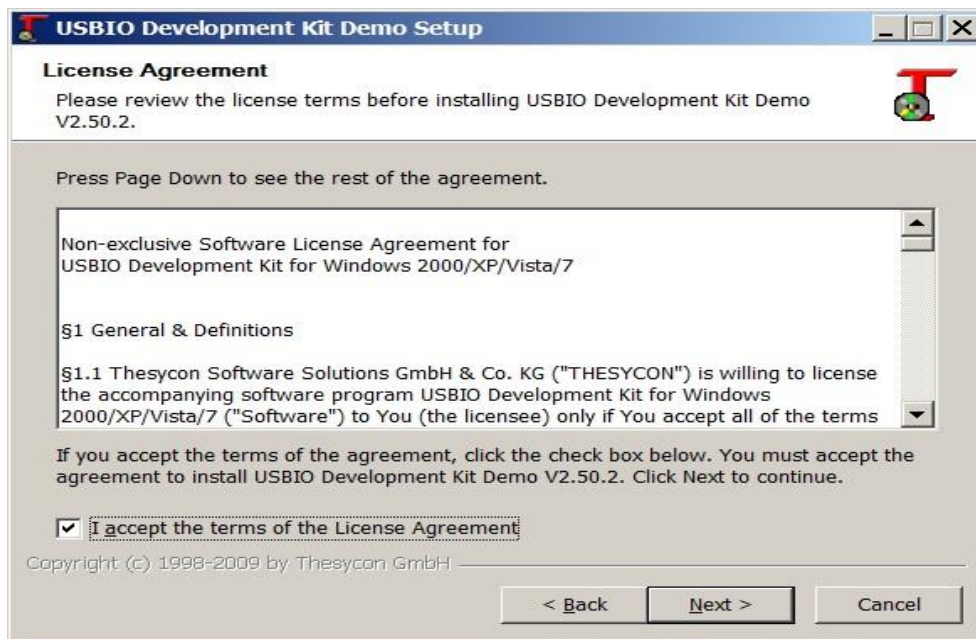 USBIO Development Kit Demo Setup
License Agreement
Please review the license terms before installing USBIO Development Kit Demo
V2.50.2.
Press Page Down to see the rest of the agreement.
Non-exclusive Software License Agreement for
USBIO Development Kit for Windows 2000/XP/Vista/7
§1 General & Definitions
§1.1 Thesycon Software Solutions GmbH & Co. KG ("THESYCON") is willing to license
the accompanying software program USBIO Development Kit for Windows
2000/XP/Vista/7 ("Software") to You (the licensee) only if You accept all of the terms
If you accept the terms of the agreement, click the check box below. You must accept the
agreement to install USBIO Development Kit Demo V2.50.2. Click Next to continue.
I accept the terms of the License Agreement
Copyright (c) 1998-2009 by Thesycon GmbH
< Back Next > Cancel